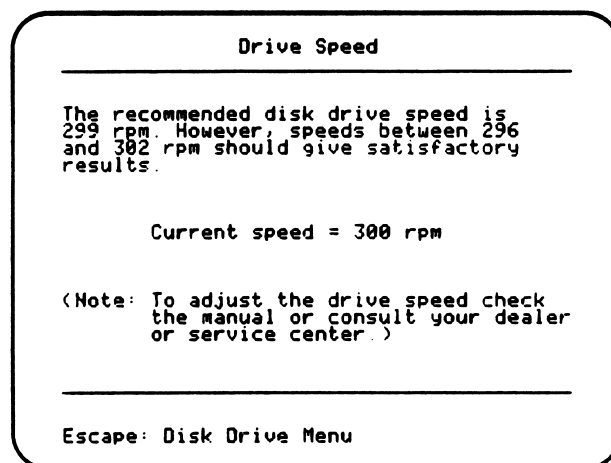 Drive Speed
The recommended disk drive speed is
299 rpm. However, speeds between 296
and 302 rpm should give satisfactory
results.
Current speed = 300 rpm
(Note: To adjust the drive speed check
the manual or consult your dealer
or service center.)
Escape: Disk Drive Menu